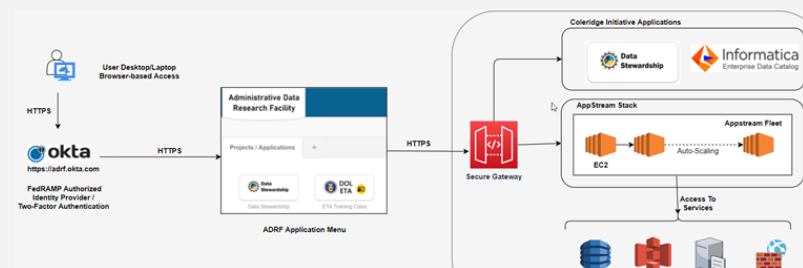 Coleridge Initiative Applications
Data
Stewardship
Informatica
Enterprise Data Catalog
User Desktop/Laptop
Browser-based Access
HTTPS
okta
https://adrf.okta.com
FedRAMP Authorized
Identity Provider /
Two-Factor Authentication
HTTPS
Administrative Data
Research Facility
Projects / Applications
+
Data
Stewardship
Data Stewardship
DOL
ETA
ETA Training Class
ADRF Application Menu
HTTPS
</>
Secure Gateway
AppStream Stack
Appstream Fleet
EC2
Auto-Scaling
Access To
Services